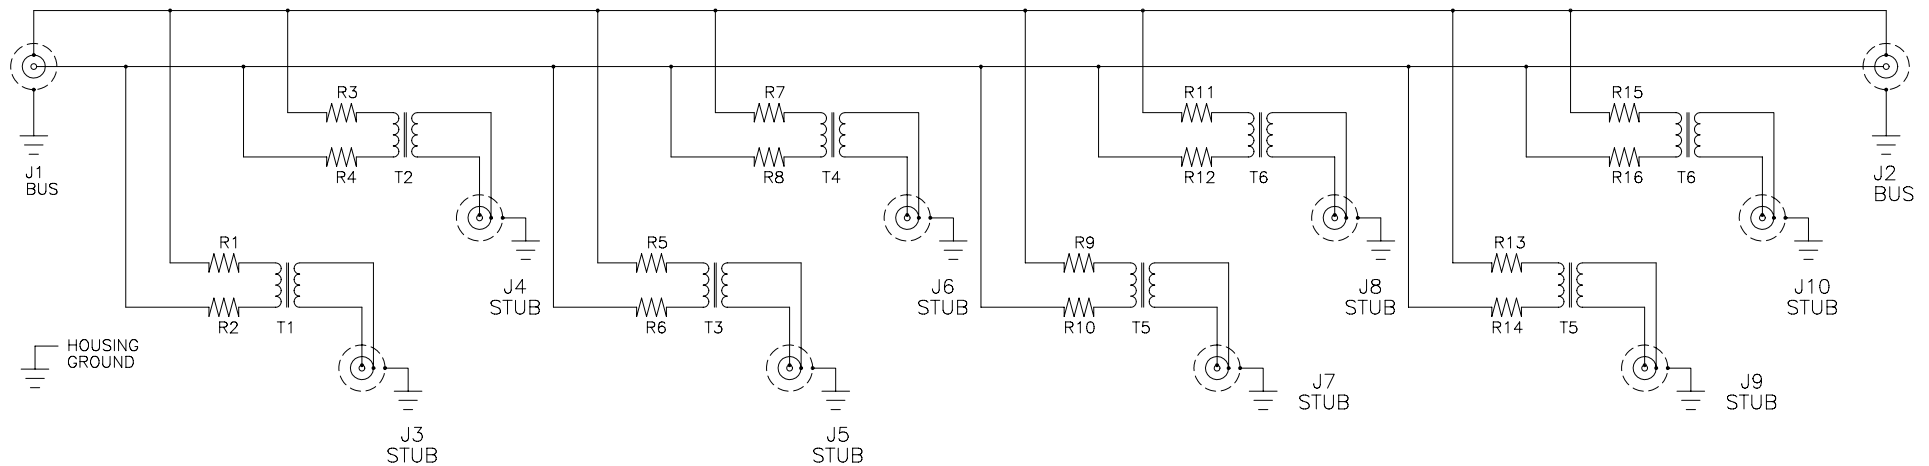 R3
R7
R11
R15
J1
BUS
R4
T2
R8
T4
R12
T6
R16
T6
J2
BUS
R1
R5
R9
R13
J4
STUB
J6
STUB
J8
STUB
J10
STUB
R2
T1
R6
T3
R10
T5
R14
T5
HOUSING
GROUND
J7
STUB
J9
STUB
J3
STUB
J5
STUB